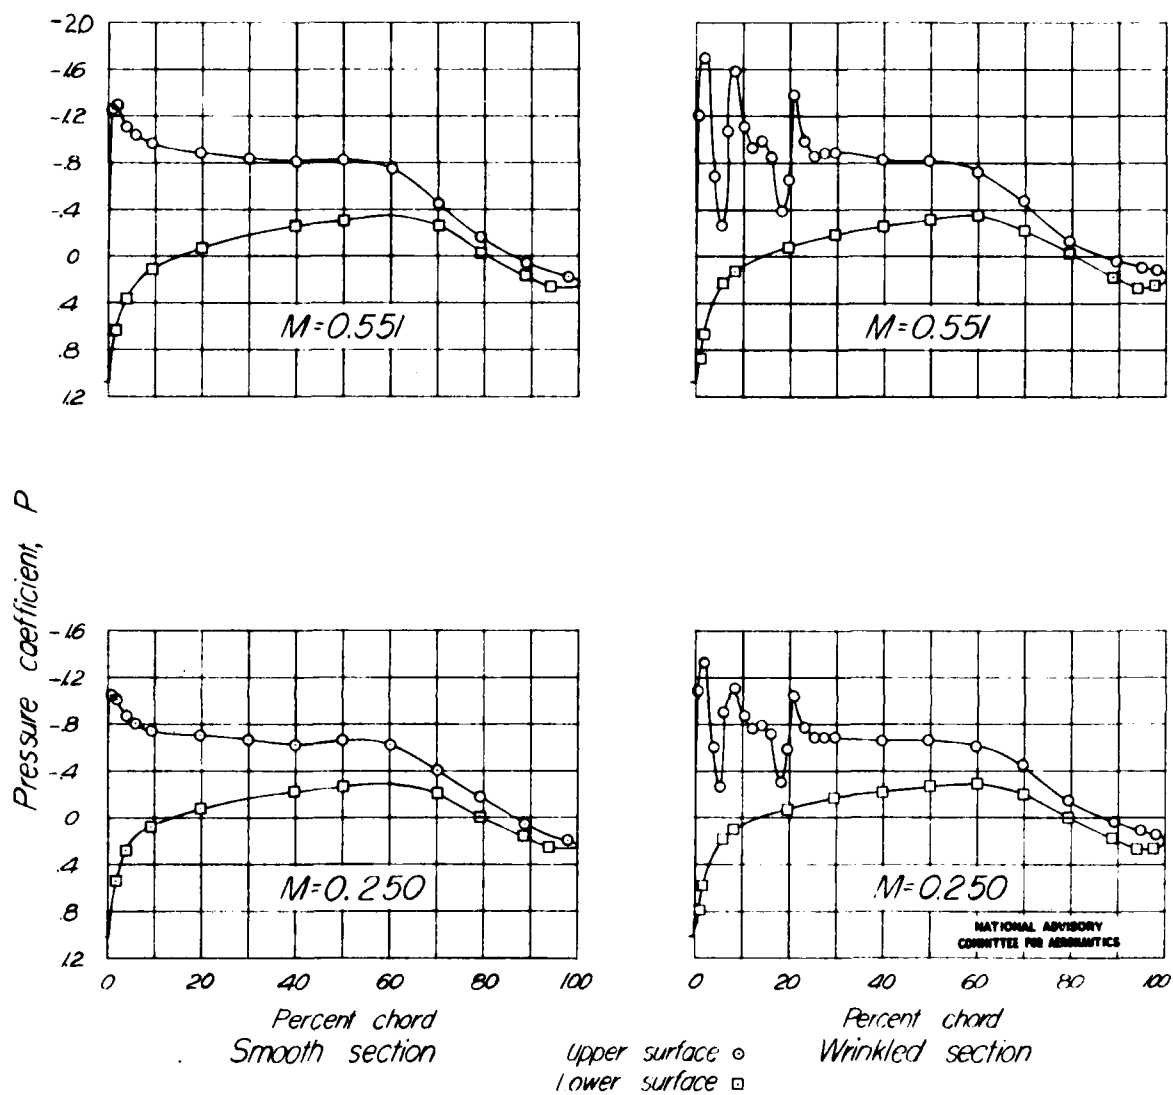 -2.0
-1.6
-1.2
-.8
-.4
0
.4
.8
1.2
M=0.551
M=0.551
Pressure coefficient, P
-1.6
-1.2
-.8
-.4
0
.4
.8
1.2
M=0.250
M=0.250
NATIONAL ADVISORY
COMMITTEE FOR AERONAUTICS
0 20 40 60 80 100
0 20 40 60 80 100
Percent chord
Smooth section
Percent chord
Wrinkled section
Upper surface
Lower surface